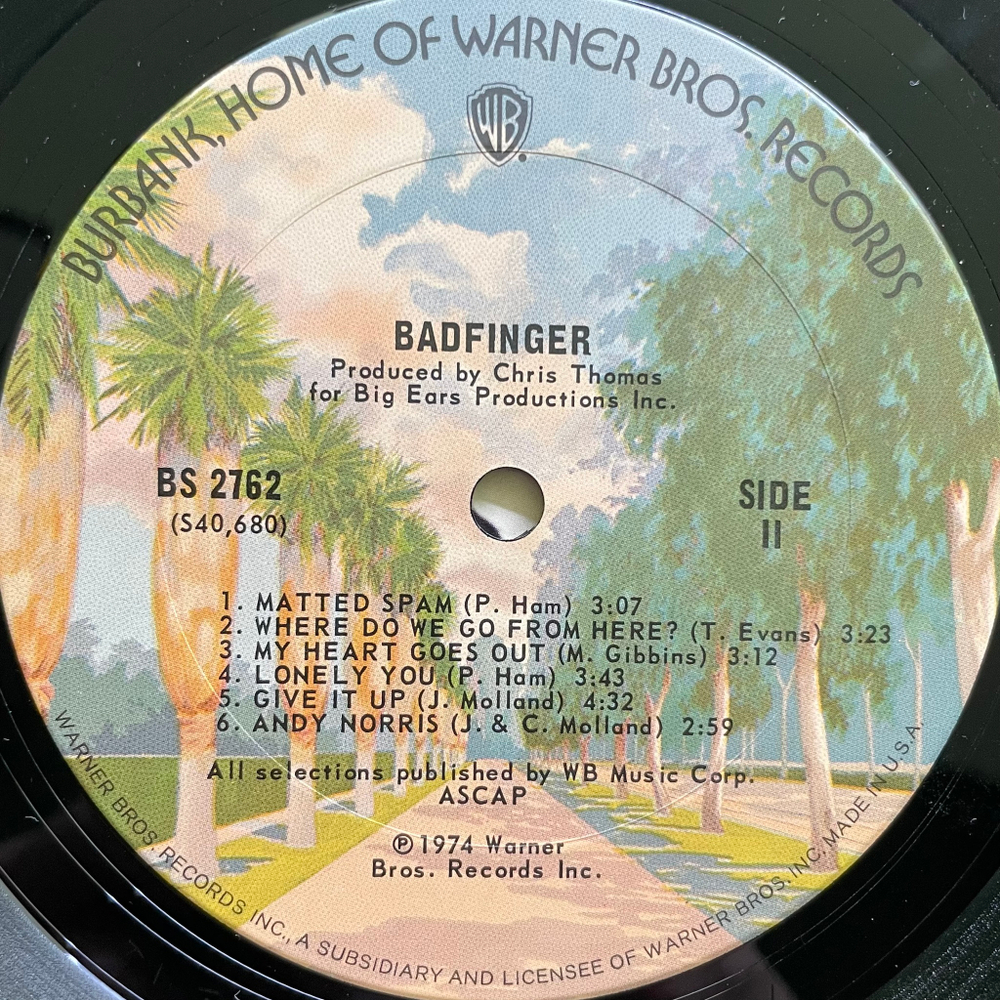 BURBANK, HOME OF WARNER BROS. RECORDS
WB
BADFINGER
Produced by Chris Thomas
for Big Ears Productions Inc.
BS 2762
(S40,680)
SIDE
II
1. MATTED SPAM (P. Ham) 3:07
2. WHERE DO WE GO FROM HERE? (T. Evans) 3:23
3. MY HEART GOES OUT (M. Gibbins) 3:12
4. LONELY YOU (P. Ham) 3:43
5. GIVE IT UP (J. Molland) 4:32
6. ANDY NORRIS (J. & C. Molland) 2:59
All selections published by WB Music Corp.
ASCAP
℗1974 Warner
Bros. Records Inc.
WARNER BROS. RECORDS INC., A SUBSIDIARY AND LICENSEE OF WARNER BROS. INC. MADE IN U.S.A.